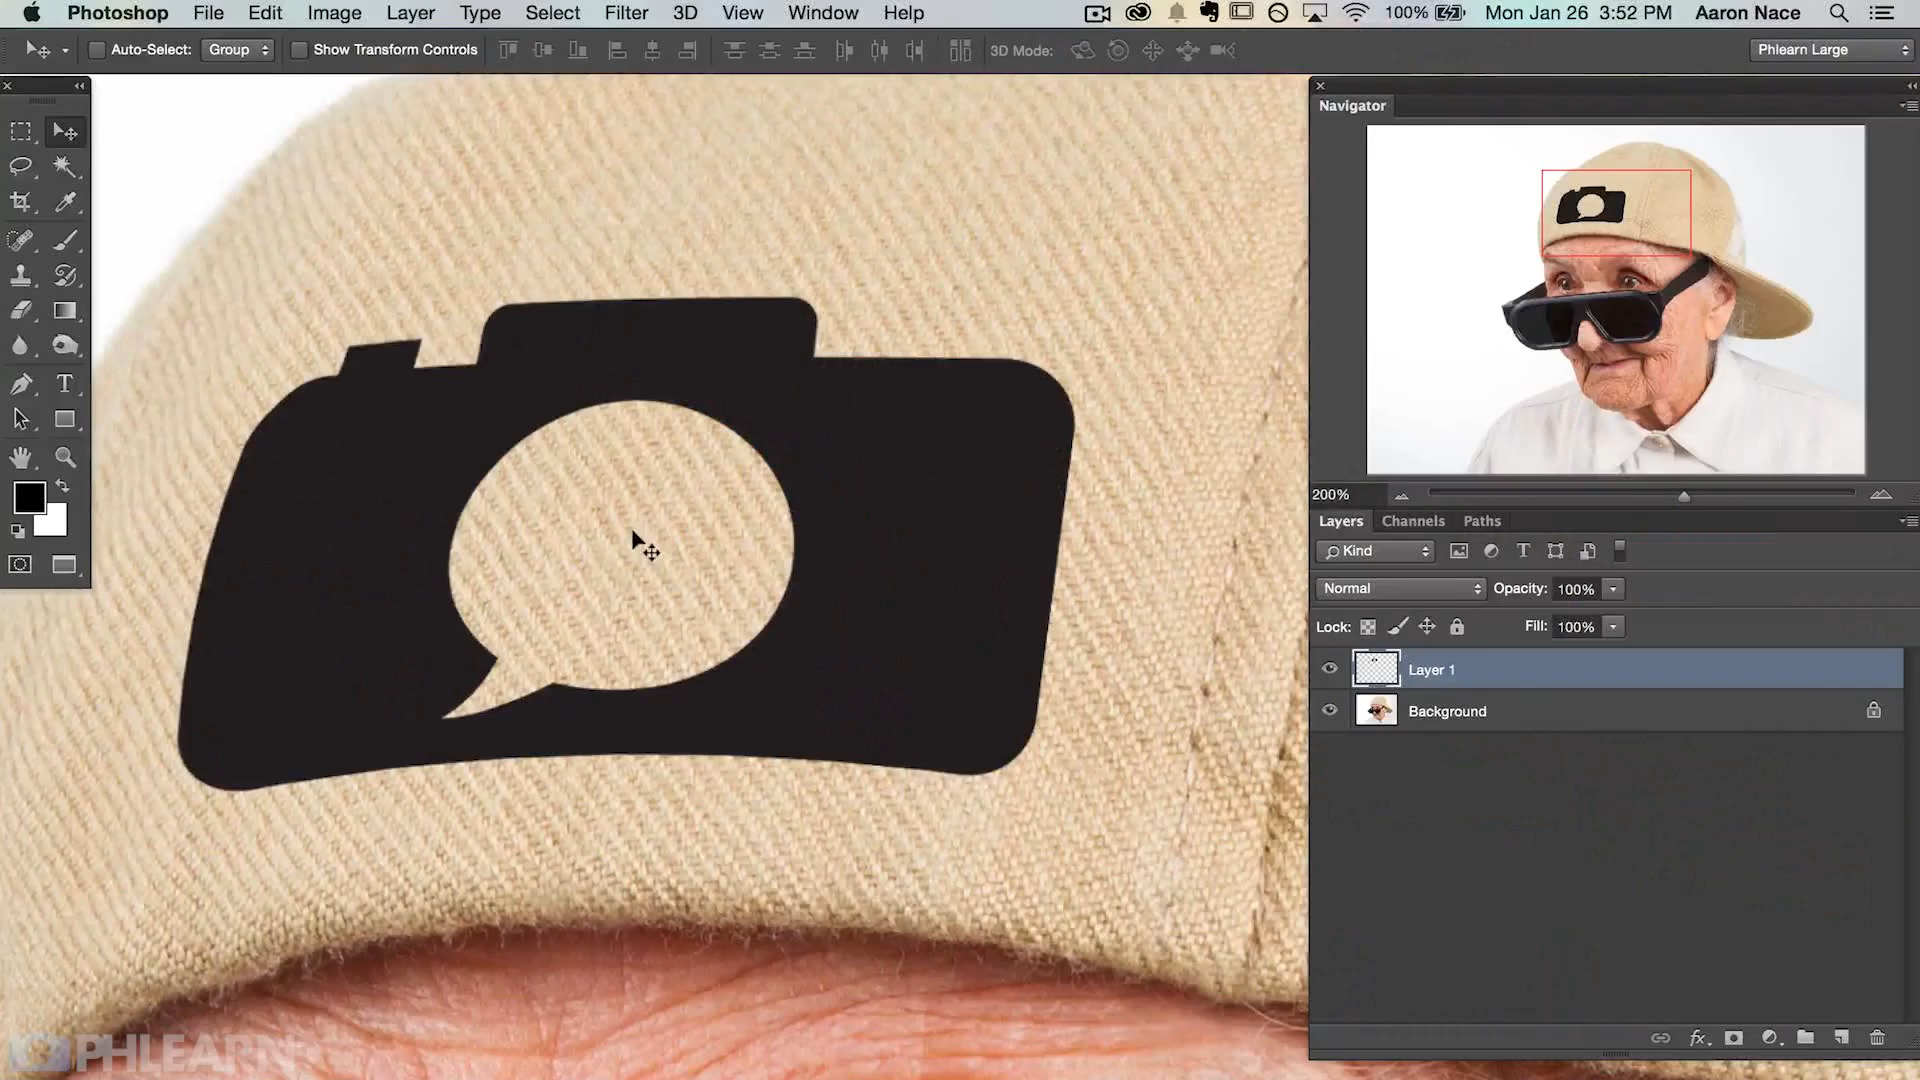 Photoshop File Edit Image Layer Type Select Filter 3D View Window Help 100% Mon Jan 26 3:52 PM Aaron Nace
Auto-Select: Group Show Transform Controls 3D Mode: Phlearn Large
Navigator
200%
Layers Channels Paths
Kind
Normal Opacity: 100%
Lock: Fill: 100%
Layer 1
Background
fx
PHLEARN